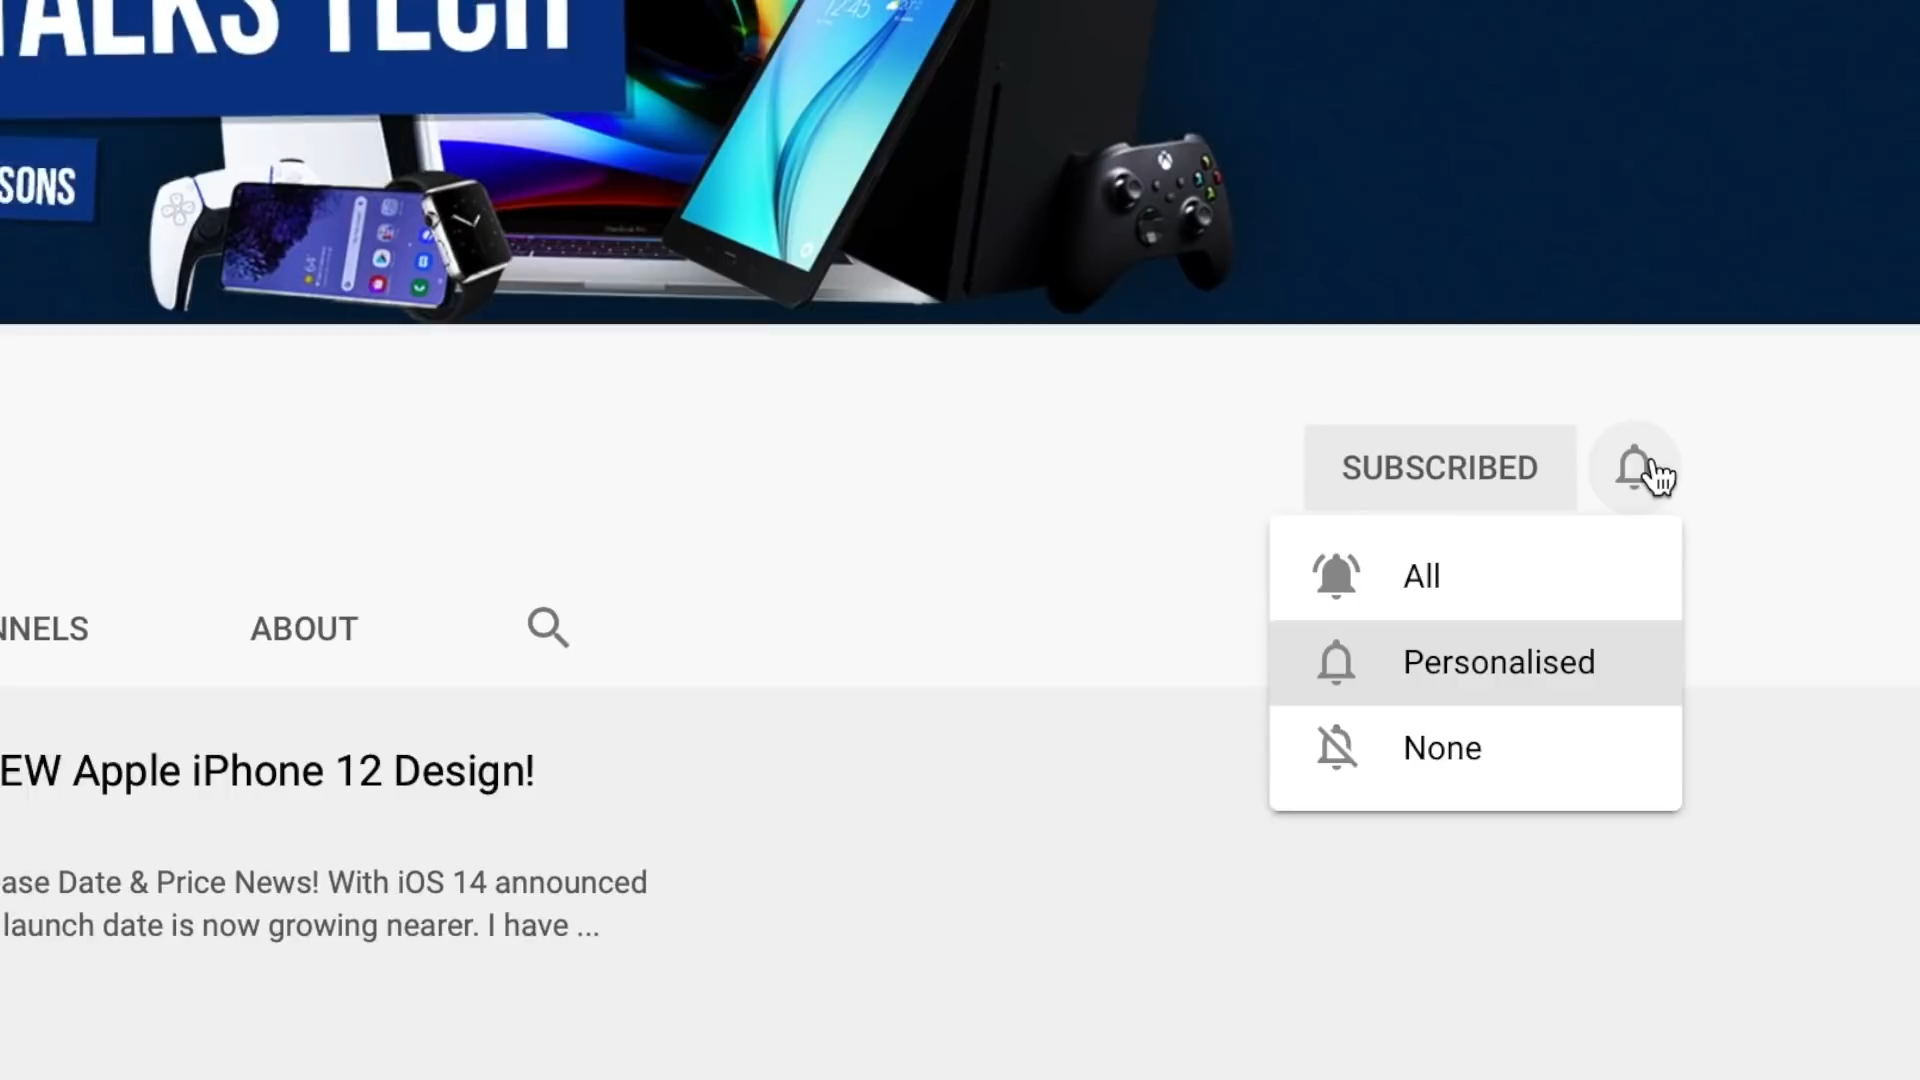 TALKS TECH
SONS
SUBSCRIBED
All
NNELS
ABOUT
Personalised
None
EW Apple iPhone 12 Design!
ase Date & Price News! With iOS 14 announced
launch date is now growing nearer. I have ...